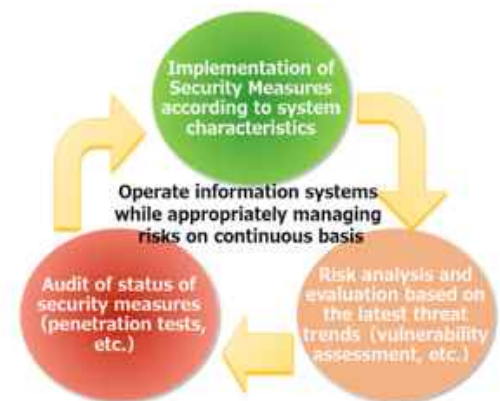 Implementation of
Security Measures
according to system
characteristics
Operate information systems
while appropriately managing
risks on continuous basis
Audit of status of
security measures
(penetration tests,
etc.)
Risk analysis and
evaluation based on
the latest threat
trends (vulnerability
assessment, etc.)